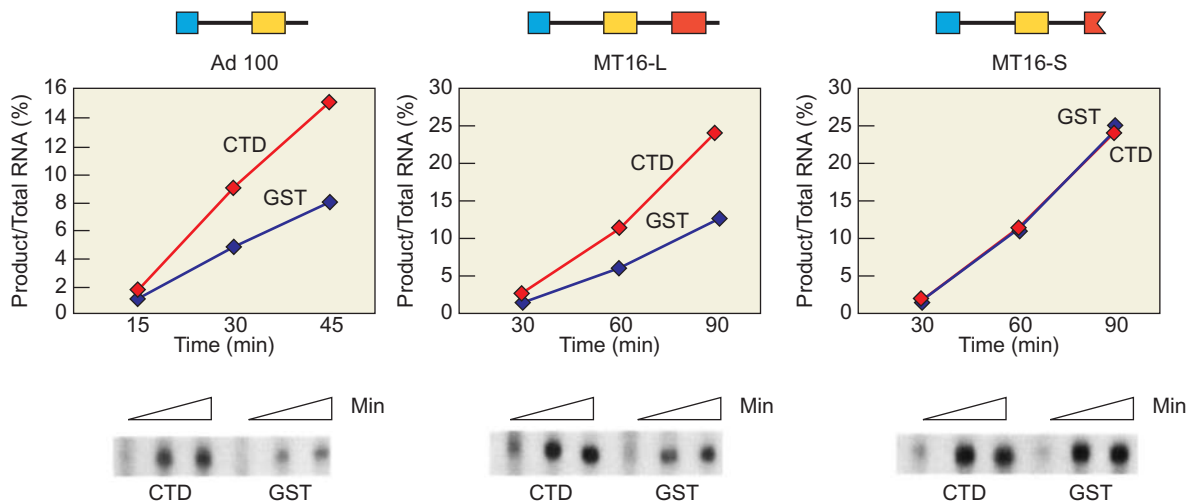 Ad 100
16
14
12
10
8
6
4
2
0
Product/Total RNA (%)
CTD
GST
15 30 45
Time (min)
MT16-L
30
25
20
15
10
5
0
Product/Total RNA (%)
CTD
GST
30 60 90
Time (min)
MT16-S
30
25
20
15
10
5
0
Product/Total RNA (%)
GST
CTD
30 60 90
Time (min)
Min
CTD GST
Min
CTD GST
Min
CTD GST